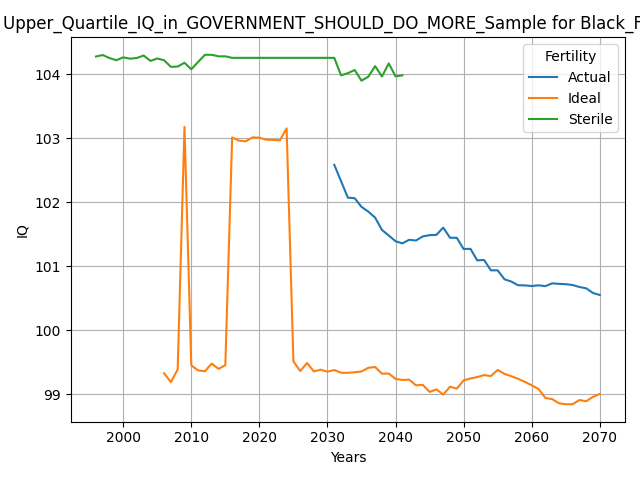 Upper_Quartile_IQ_in_GOVERNMENT_SHOULD_DO_MORE_Sample for Black_F
Fertility
Actual
Ideal
Sterile
104
103
102
101
100
99
IQ
2000 2010 2020 2030 2040 2050 2060 2070
Years